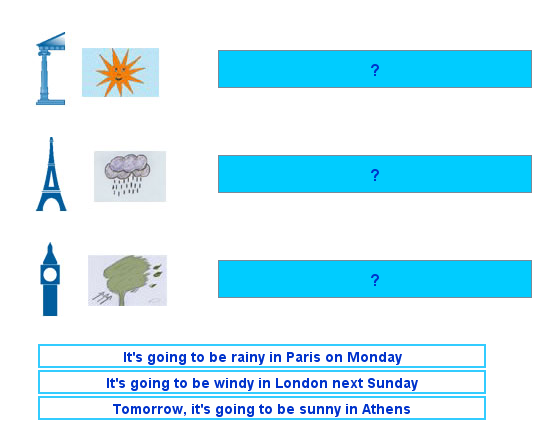 ?
?
?
It's going to be rainy in Paris on Monday
It's going to be windy in London next Sunday
Tomorrow, it's going to be sunny in Athens